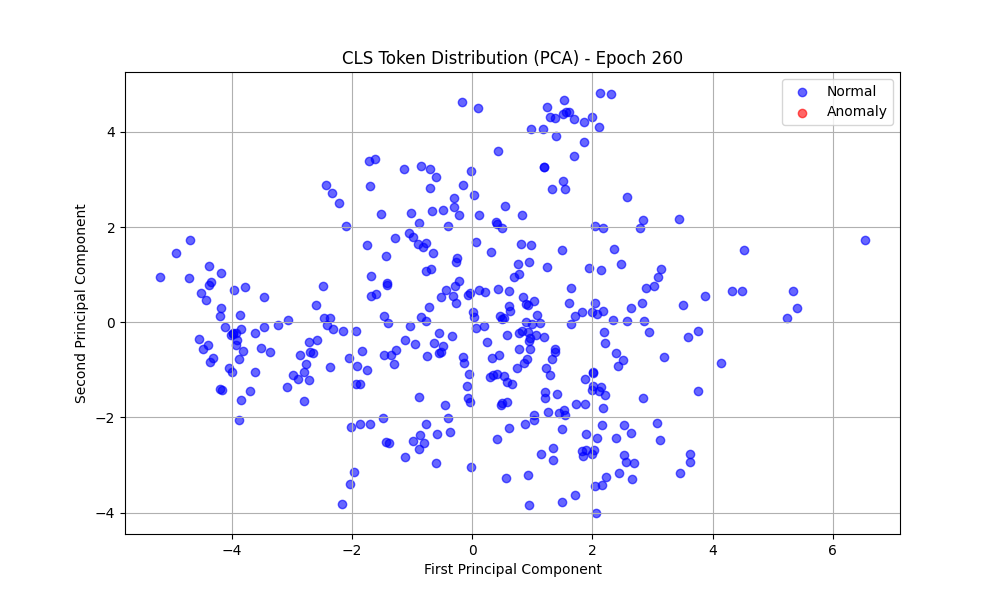 CLS Token Distribution (PCA) - Epoch 260
Normal
Anomaly
4
2
0
−2
−4
Second Principal Component
−4 −2 0 2 4 6
First Principal Component